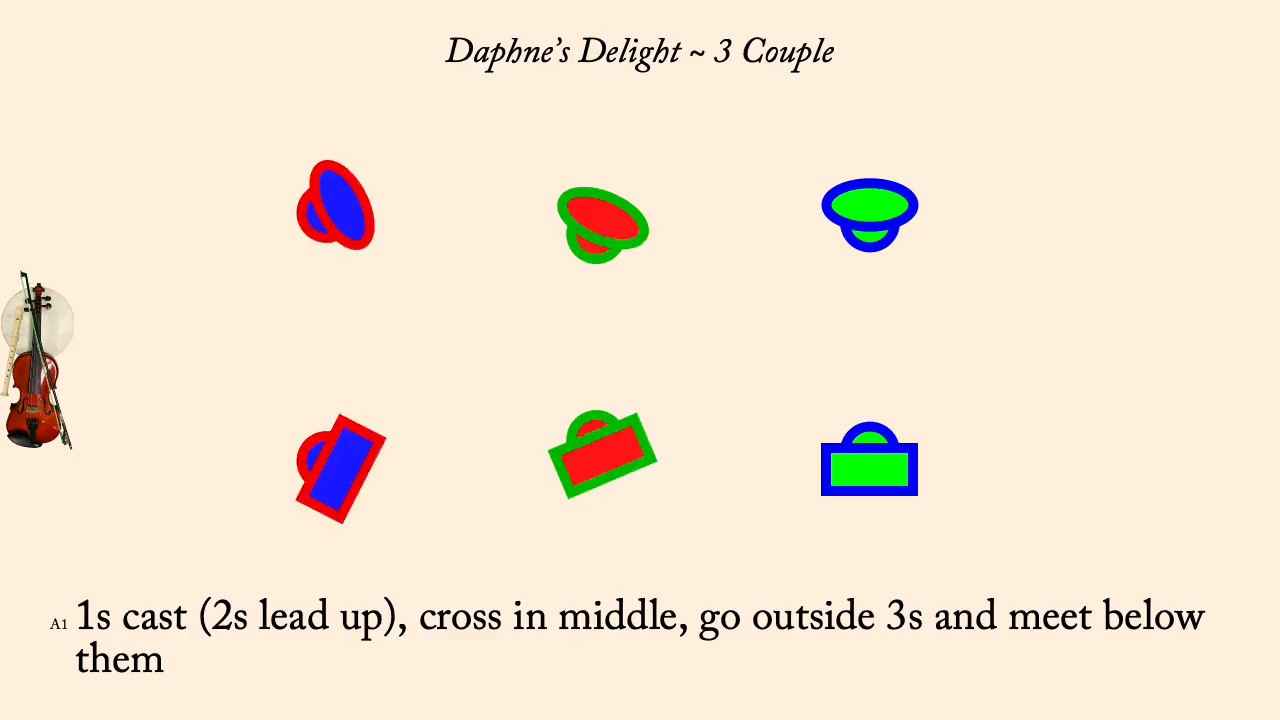 Daphne’s Delight ~ 3 Couple
A1 1s cast (2s lead up), cross in middle, go outside 3s and meet below
them